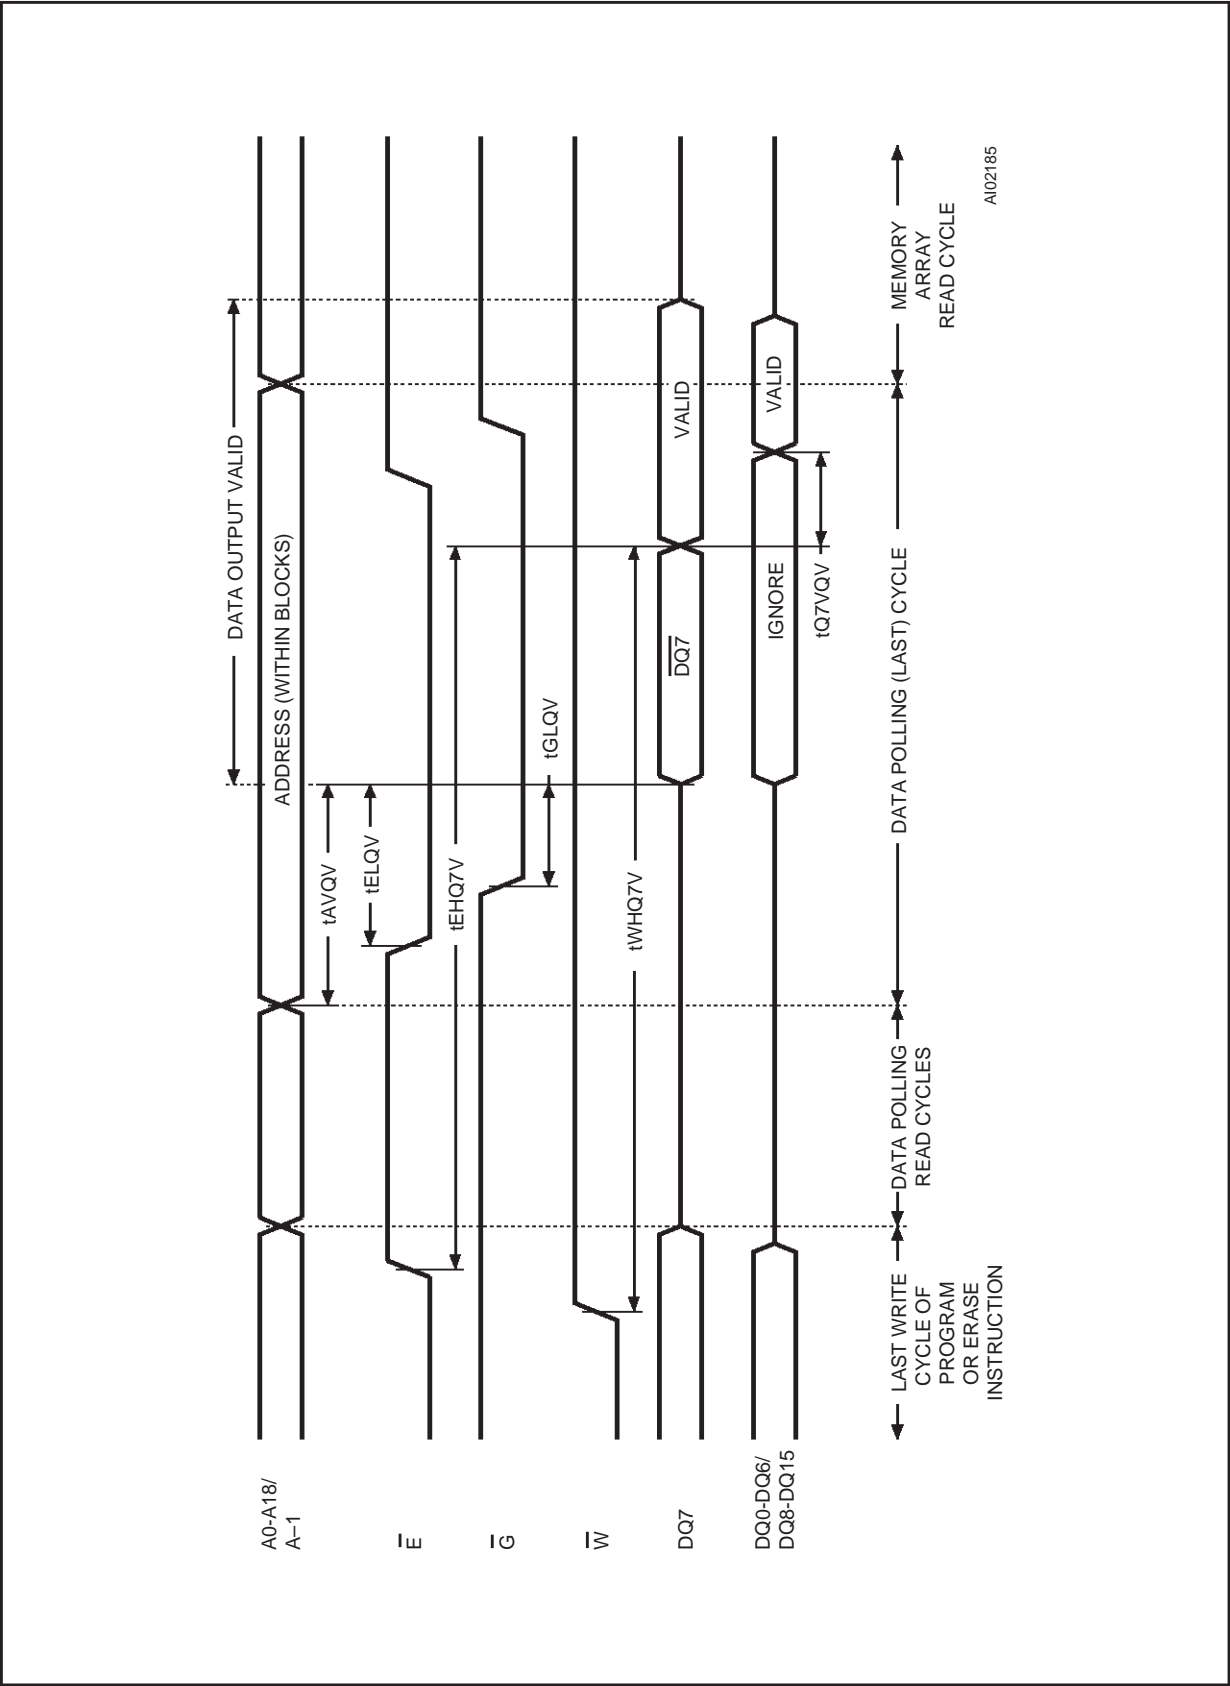 DATA OUTPUT VALID
A0-A18/
A–1
ADDRESS (WITHIN BLOCKS)
tAVQV
tELQV
E
tEHQ7V
G
tGLQV
W
tWHQ7V
DQ7
DQ7
VALID
DQ0-DQ6/
DQ8-DQ15
IGNORE
VALID
tQ7VQV
LAST WRITE
CYCLE OF
PROGRAM
OR ERASE
INSTRUCTION
DATA POLLING
READ CYCLES
DATA POLLING (LAST) CYCLE
MEMORY
ARRAY
READ CYCLE
AI02185